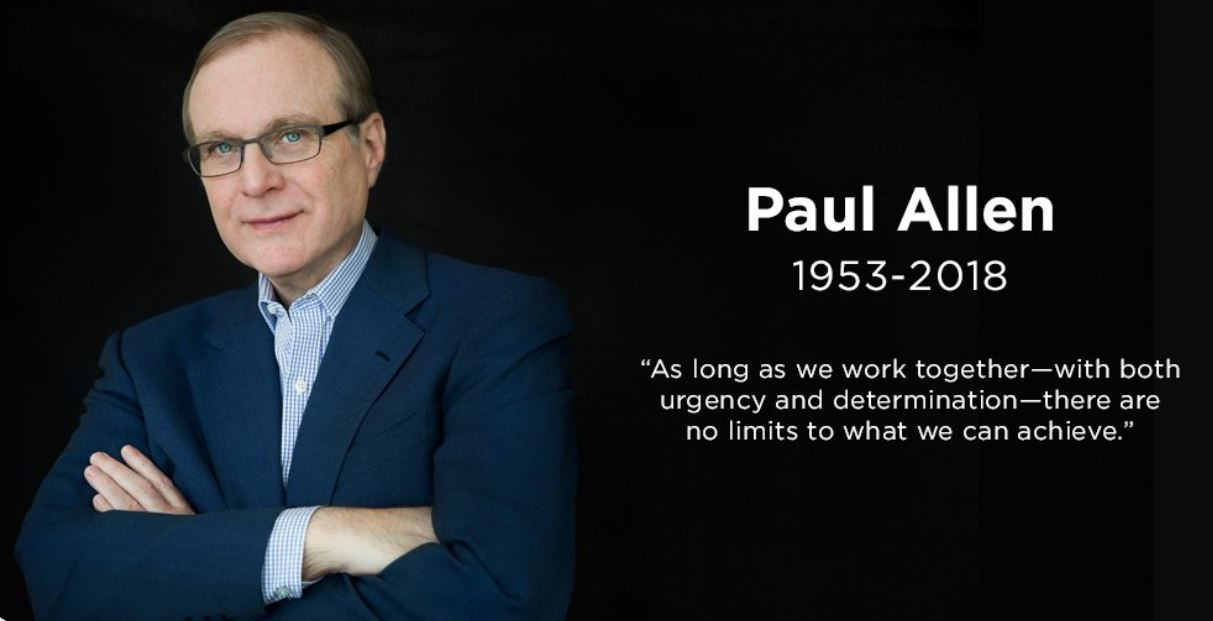 Paul Allen
1953-2018
“As long as we work together—with both
urgency and determination—there are
no limits to what we can achieve.”